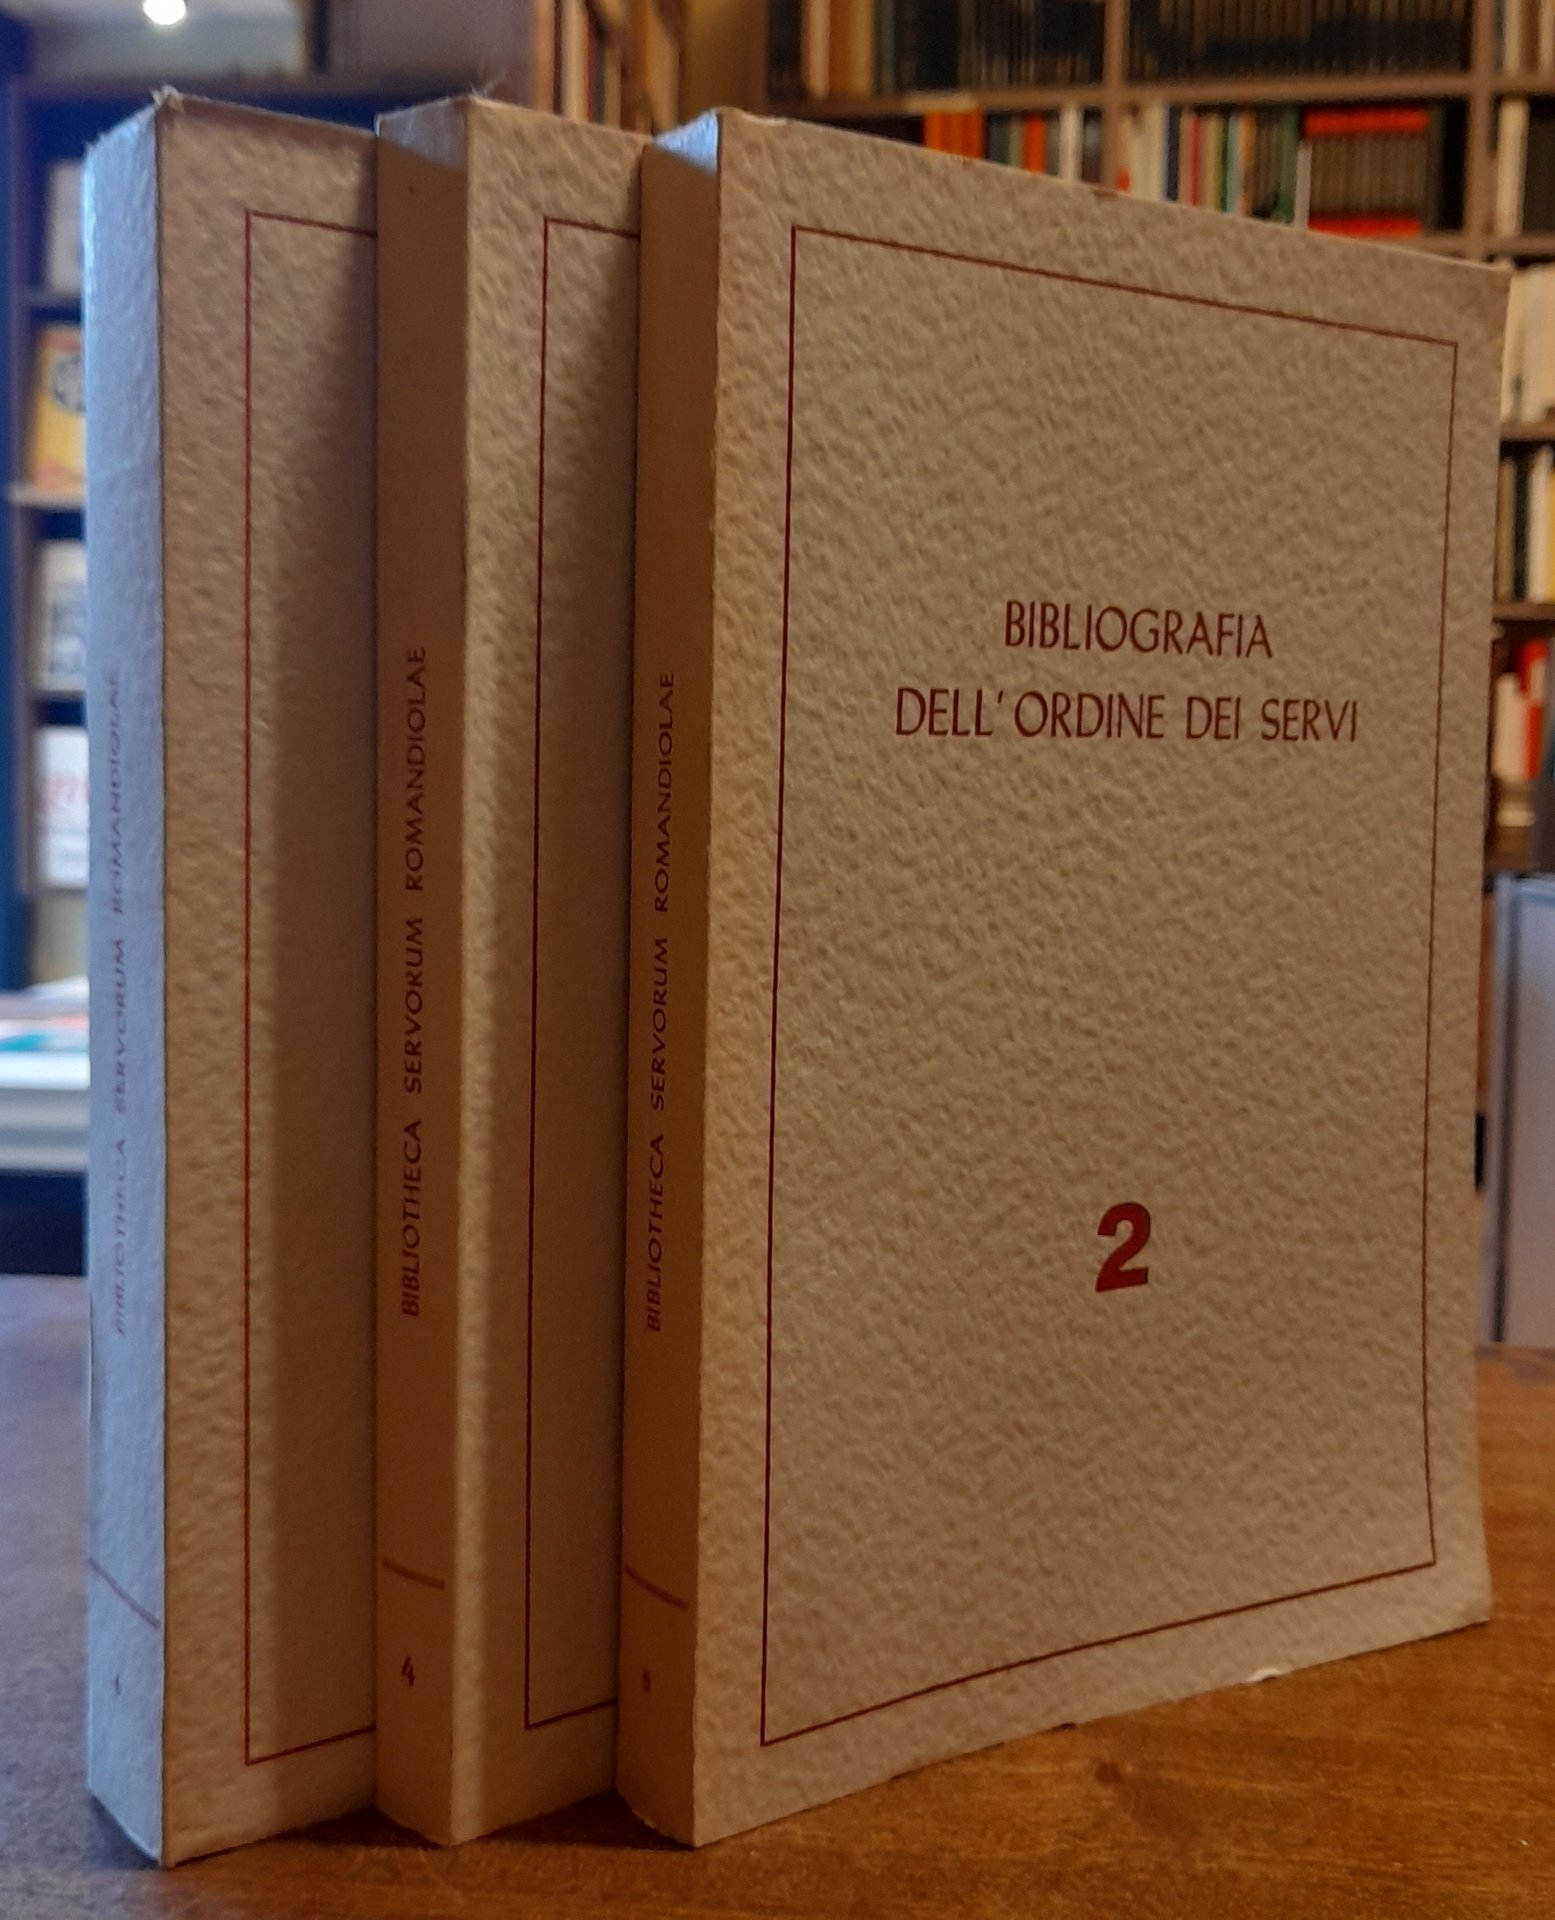 BIBLIOTHECA SERVORUM ROMANDIOLAE
BIBLIOTHECA SERVORUM ROMANDIOLAE
4
BIBLIOTHECA SERVORUM ROMANDIOLAE
BIBLIOGRAFIA
DELL'ORDINE DEI SERVI
2